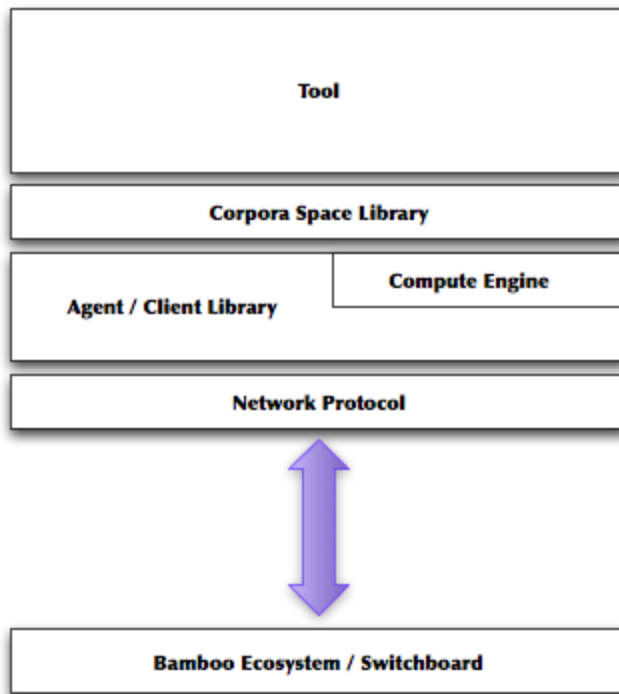 Tool
Corpora Space Library
Compute Engine
Agent / Client Library
Network Protocol
Bamboo Ecosystem / Switchboard